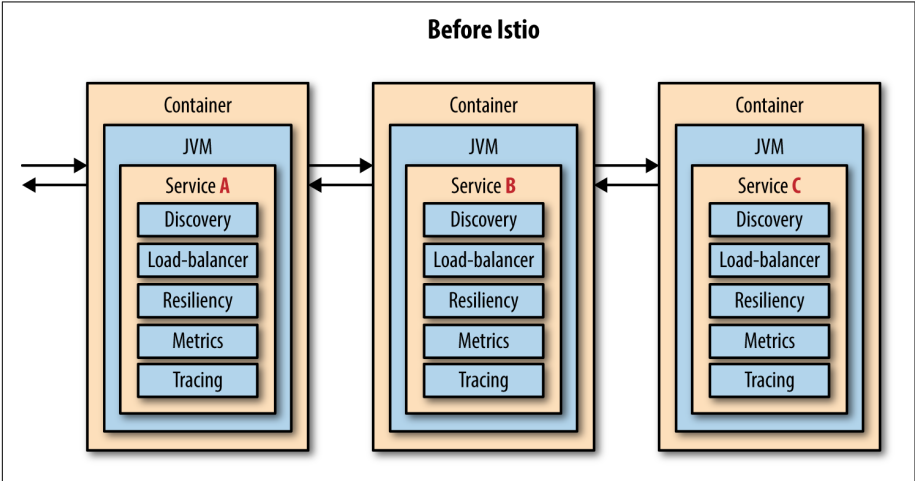 Before Istio
Container
JVM
Service A
Discovery
Load-balancer
Resiliency
Metrics
Tracing
Container
JVM
Service B
Discovery
Load-balancer
Resiliency
Metrics
Tracing
Container
JVM
Service C
Discovery
Load-balancer
Resiliency
Metrics
Tracing